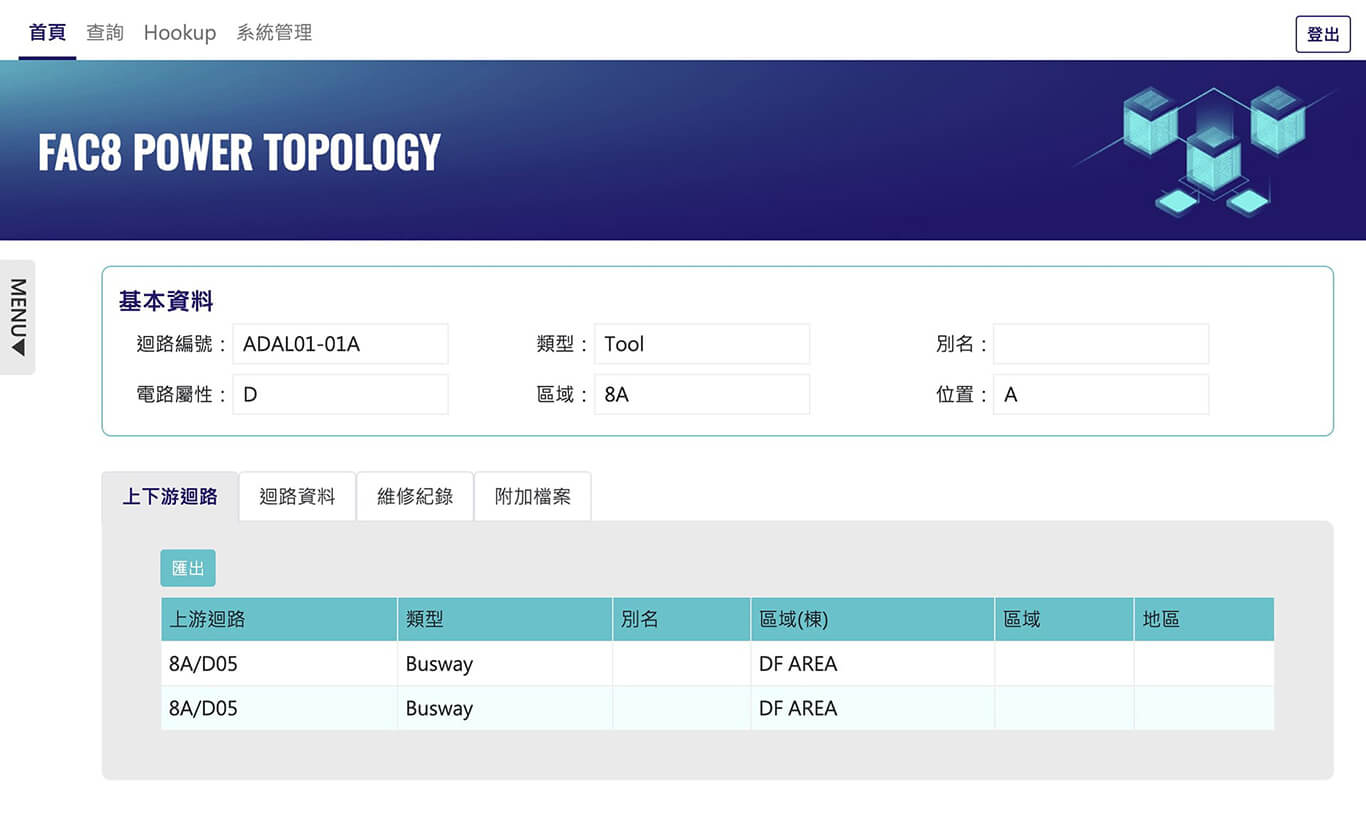 首頁 查詢 Hookup 系統管理 登出
FAC8 POWER TOPOLOGY
MENU▼
基本資料
迴路編號： ADAL01-01A 類型： Tool 別名：
電路屬性： D 區域： 8A 位置： A
上下游迴路 迴路資料 維修紀錄 附加檔案
匯出
上游迴路 類型 別名 區域(棟) 區域 地區
8A/D05 Busway DF AREA
8A/D05 Busway DF AREA